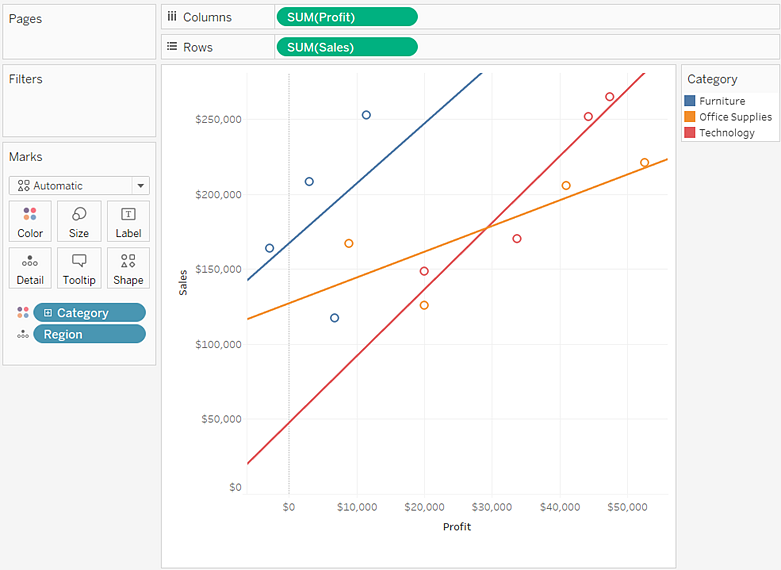 Pages
Columns
SUM(Profit)
Rows
SUM(Sales)
Filters
Marks
Automatic
Color
Size
Label
Detail
Tooltip
Shape
Category
Region
Sales
$250,000
$200,000
$150,000
$100,000
$50,000
$0
$0 $10,000 $20,000 $30,000 $40,000 $50,000
Profit
Category
Furniture
Office Supplies
Technology